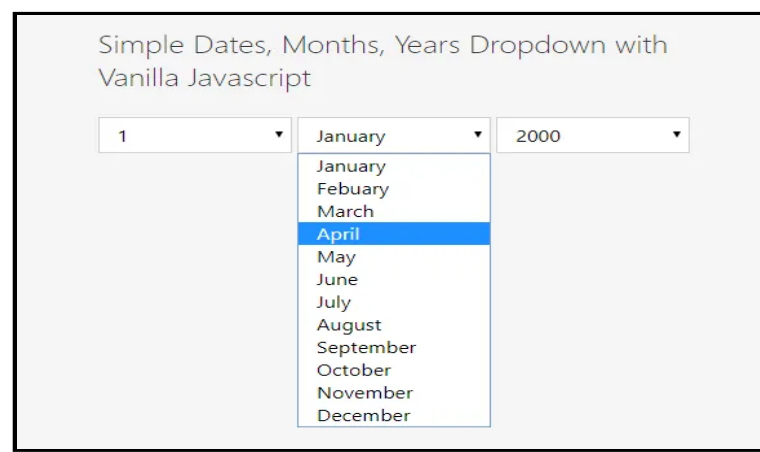 Simple Dates, Months, Years Dropdown with
Vanilla Javascript
1 January 2000
January
Febuary
March
April
May
June
July
August
September
October
November
December